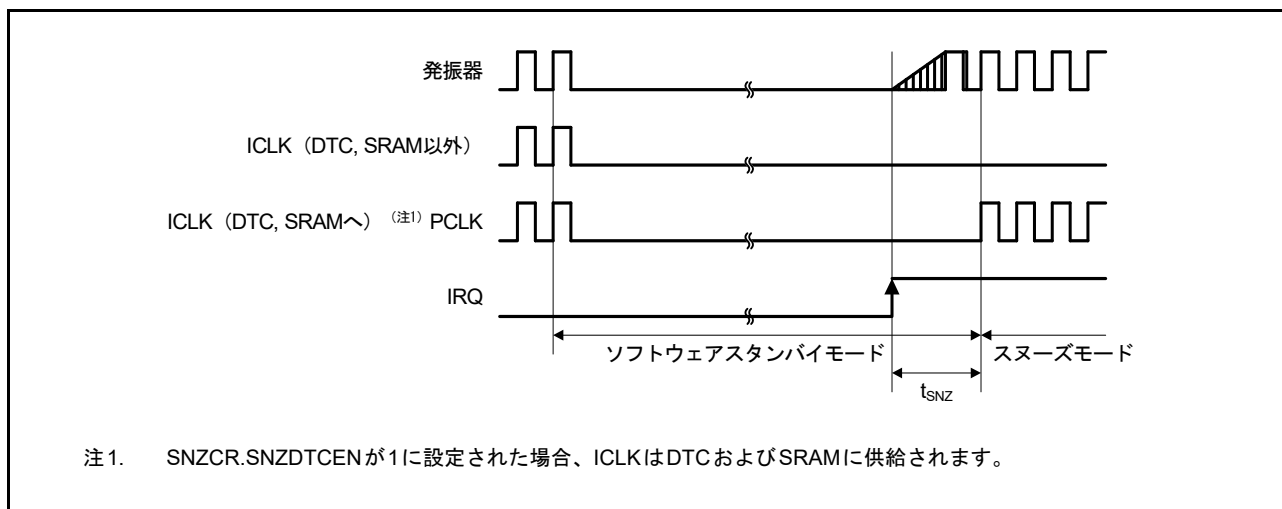 発振器
ICLK（DTC, SRAM以外）
ICLK（DTC, SRAMへ）（注1）PCLK
IRQ
ソフトウェアスタンバイモード
スヌーズモード
tSNZ
注1. SNZCR.SNZDTCENが1に設定された場合、ICLKはDTCおよびSRAMに供給されます。